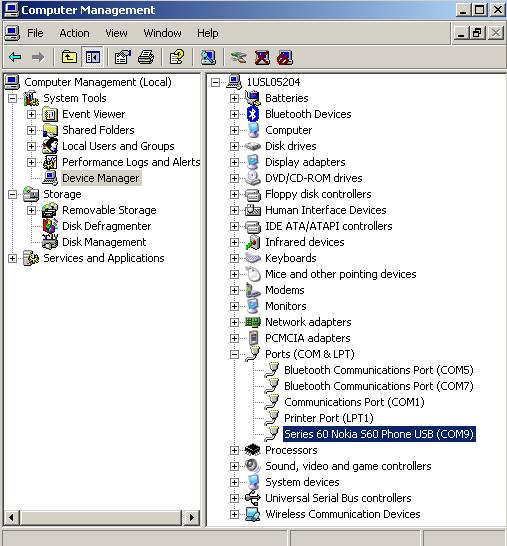 Computer Management
File Action View Window Help
Computer Management (Local)
System Tools
Event Viewer
Shared Folders
Local Users and Groups
Performance Logs and Alerts
Device Manager
Storage
Removable Storage
Disk Defragmenter
Disk Management
Services and Applications
1USL05204
Batteries
Bluetooth Devices
Computer
Disk drives
Display adapters
DVD/CD-ROM drives
Floppy disk controllers
Human Interface Devices
IDE ATA/ATAPI controllers
Infrared devices
Keyboards
Mice and other pointing devices
Modems
Monitors
Network adapters
PCMCIA adapters
Ports (COM & LPT)
Bluetooth Communications Port (COM5)
Bluetooth Communications Port (COM7)
Communications Port (COM1)
Printer Port (LPT1)
Series 60 Nokia S60 Phone USB (COM9)
Processors
Sound, video and game controllers
System devices
Universal Serial Bus controllers
Wireless Communication Devices